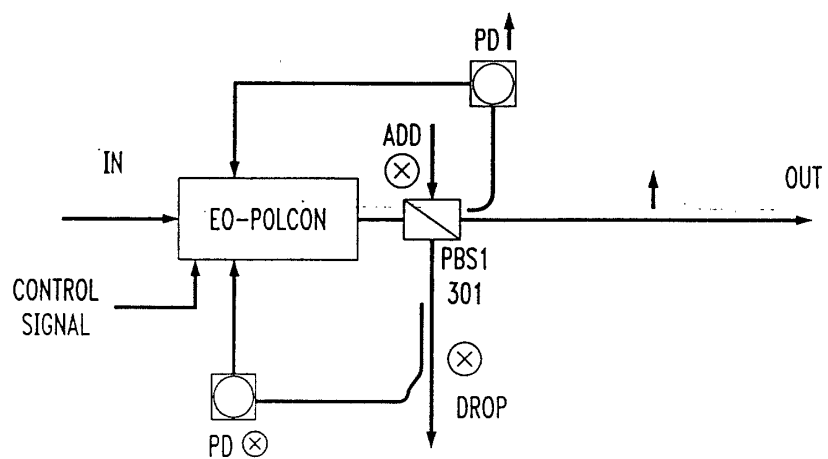 PD
ADD
IN
OUT
EO-POLCON
PBS1
301
CONTROL
SIGNAL
DROP
PD